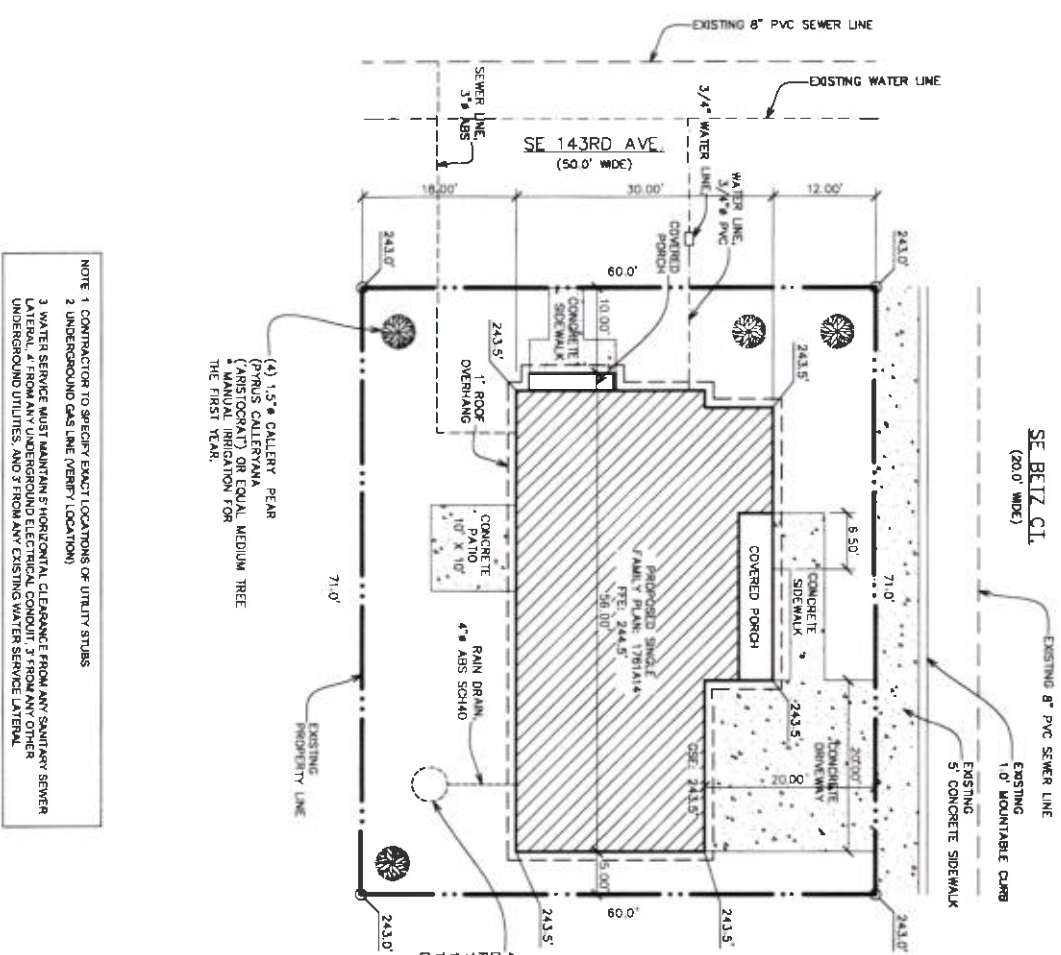 EXISTING 8" PVC SEWER LINE
EXISTING WATER LINE
SEWER LINE,
3"ø ABS
SE 143RD AVE.
(50.0' WIDE)
3/4" WATER LINE
WATER LINE,
3/4"ø PVC
18.00'
30.00'
12.00'
SE BETZ CT.
(20.0' WIDE)
EXISTING 8" PVC SEWER LINE
EXISTING
1.0' MOUNTABLE CURB
EXISTING
5' CONCRETE SIDEWALK
243.0'
243.0'
60.0'
COVERED
PORCH
CONCRETE
SIDEWALK
10.00'
243.5'
243.5'
1' ROOF
OVERHANG
6.50'
71.0'
CONCRETE
SIDEWALK
COVERED PORCH
PROPOSED SINGLE
FAMILY PLAN: 1761A14
FFE: 244.5'
56.00'
CONCRETE
PATIO
10' X 10'
243.5'
CONCRETE
DRIVEWAY
20.00'
20.00'
GSE: 243.5'
RAIN DRAIN,
4"ø ABS SCH40
71.0'
EXISTING
PROPERTY LINE
5.00'
60.0'
243.5'
243.5'
243.0'
243.0'
(4) 1.5"ø CALLERY PEAR
(PYRUS CALLERYANA
('ARISTOCRAT') OR EQUAL MEDIUM TREE
* MANUAL IRRIGATION FOR
THE FIRST YEAR.
NOTE 1 CONTRACTOR TO SPECIFY EXACT LOCATIONS OF UTILITY STUBS
2 UNDERGROUND GAS LINE (VERIFY LOCATION)
3 WATER SERVICE MUST MAINTAIN 5' HORIZONTAL CLEARANCE FROM ANY SANITARY SEWER
LATERAL, 4' FROM ANY UNDERGROUND ELECTRICAL CONDUIT, 3' FROM ANY OTHER
UNDERGROUND UTILITIES, AND 3' FROM ANY EXISTING WATER SERVICE LATERAL